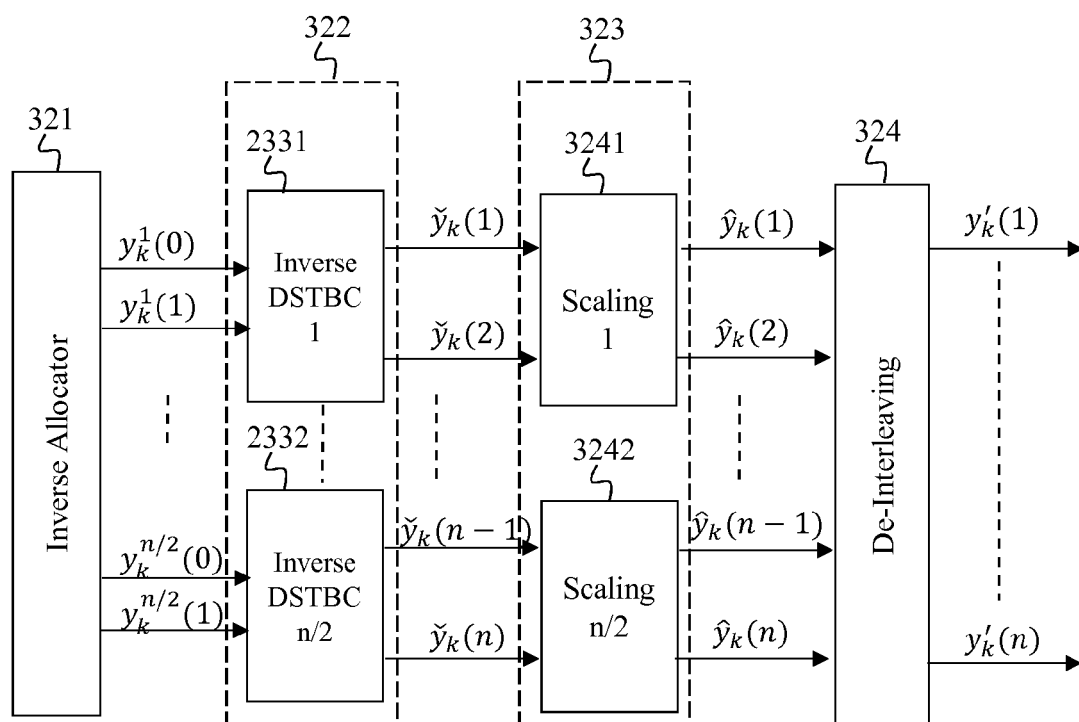 322
323
321
2331
3241
324
Inverse Allocator
y_k^1(0)
y_k^1(1)
Inverse
DSTBC
1
y̌_k(1)
y̌_k(2)
Scaling
1
ŷ_k(1)
ŷ_k(2)
De-Interleaving
y′_k(1)
2332
3242
y_k^{n/2}(0)
y_k^{n/2}(1)
Inverse
DSTBC
n/2
y̌_k(n − 1)
y̌_k(n)
Scaling
n/2
ŷ_k(n − 1)
ŷ_k(n)
y′_k(n)